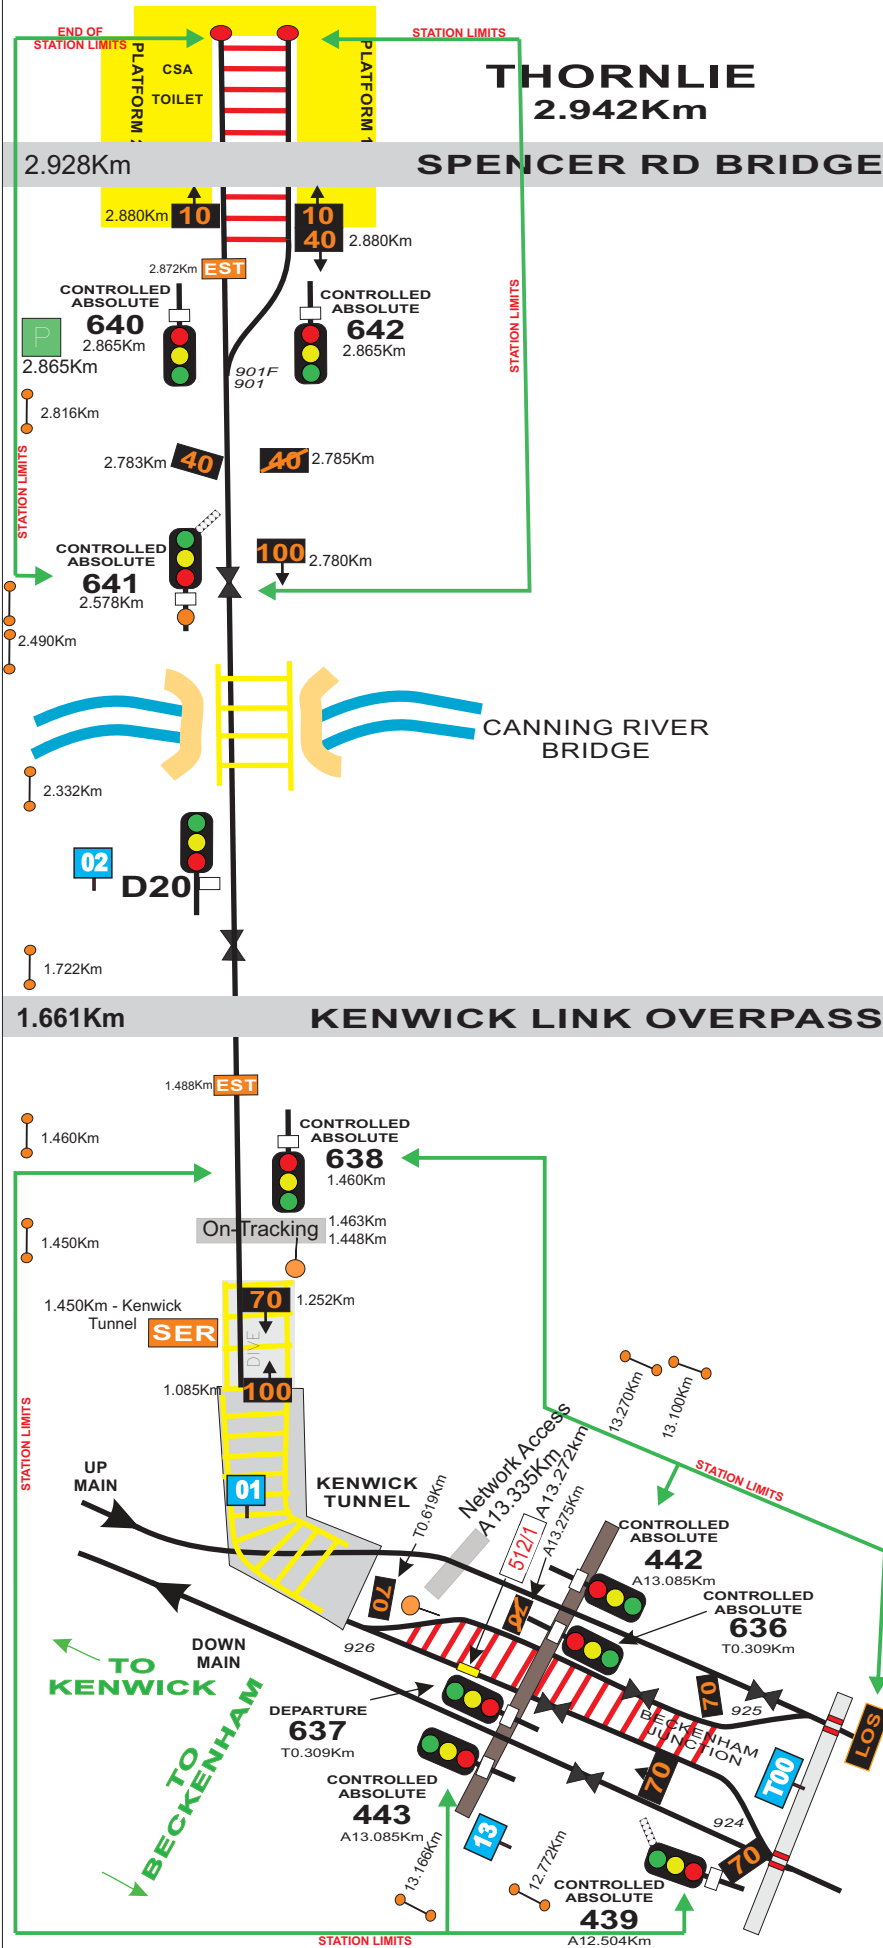 END OF
STATION LIMITS
STATION LIMITS
PLATFORM 2
CSA
TOILET
PLATFORM 1
THORNLIE
2.942Km
2.928Km
SPENCER RD BRIDGE
2.880Km
10
10
40
2.880Km
2.872Km
EST
CONTROLLED
ABSOLUTE
640
2.865Km
CONTROLLED
ABSOLUTE
642
2.865Km
STATION LIMITS
P
2.865Km
901F
901
2.816Km
2.783Km
40
40
2.785Km
STATION LIMITS
CONTROLLED
ABSOLUTE
641
2.578Km
100
2.780Km
2.490Km
CANNING RIVER
BRIDGE
2.332Km
02
D20
1.722Km
1.661Km
KENWICK LINK OVERPASS
1.488Km
EST
1.460Km
CONTROLLED
ABSOLUTE
638
1.460Km
1.450Km
On-Tracking
1.463Km
1.448Km
1.450Km - Kenwick
Tunnel
SER
70
1.252Km
DIVE
1.085Km
100
STATION LIMITS
13.270Km
13.100Km
UP
MAIN
01
KENWICK
TUNNEL
T0.619Km
Network Access
A13.335Km
512/1
A13.272km
A13.275Km
STATION LIMITS
CONTROLLED
ABSOLUTE
442
A13.085Km
70
70
CONTROLLED
ABSOLUTE
636
T0.309Km
926
DOWN
MAIN
TO
KENWICK
TO
BECKENHAM
DEPARTURE
637
T0.309Km
70
925
BECKENHAM
JUNCTION
LOS
T00
70
CONTROLLED
ABSOLUTE
443
A13.085Km
13
924
70
13.166Km
12.772Km
CONTROLLED
ABSOLUTE
439
A12.504Km
STATION LIMITS